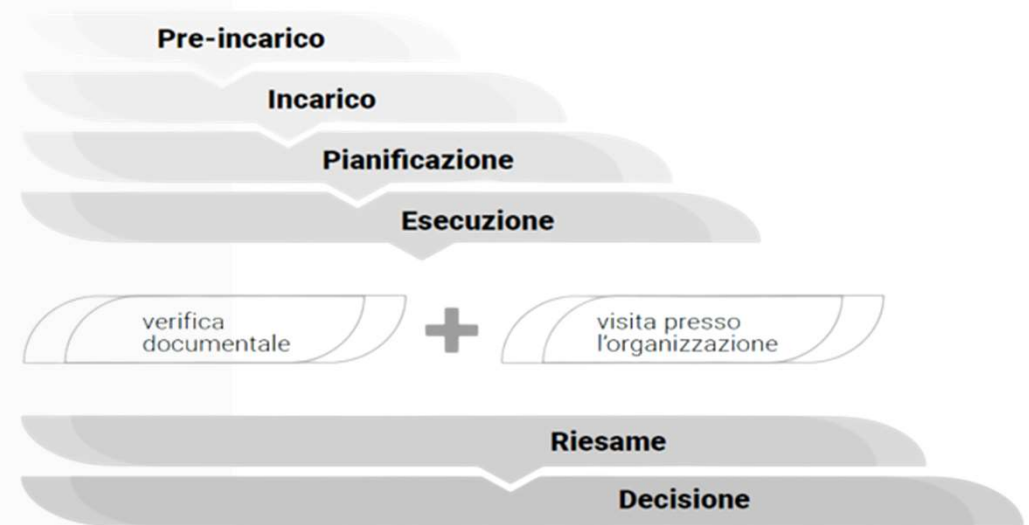 Pre-incarico
Incarico
Pianificazione
Esecuzione
verifica
documentale
visita presso
l'organizzazione
Riesame
Decisione